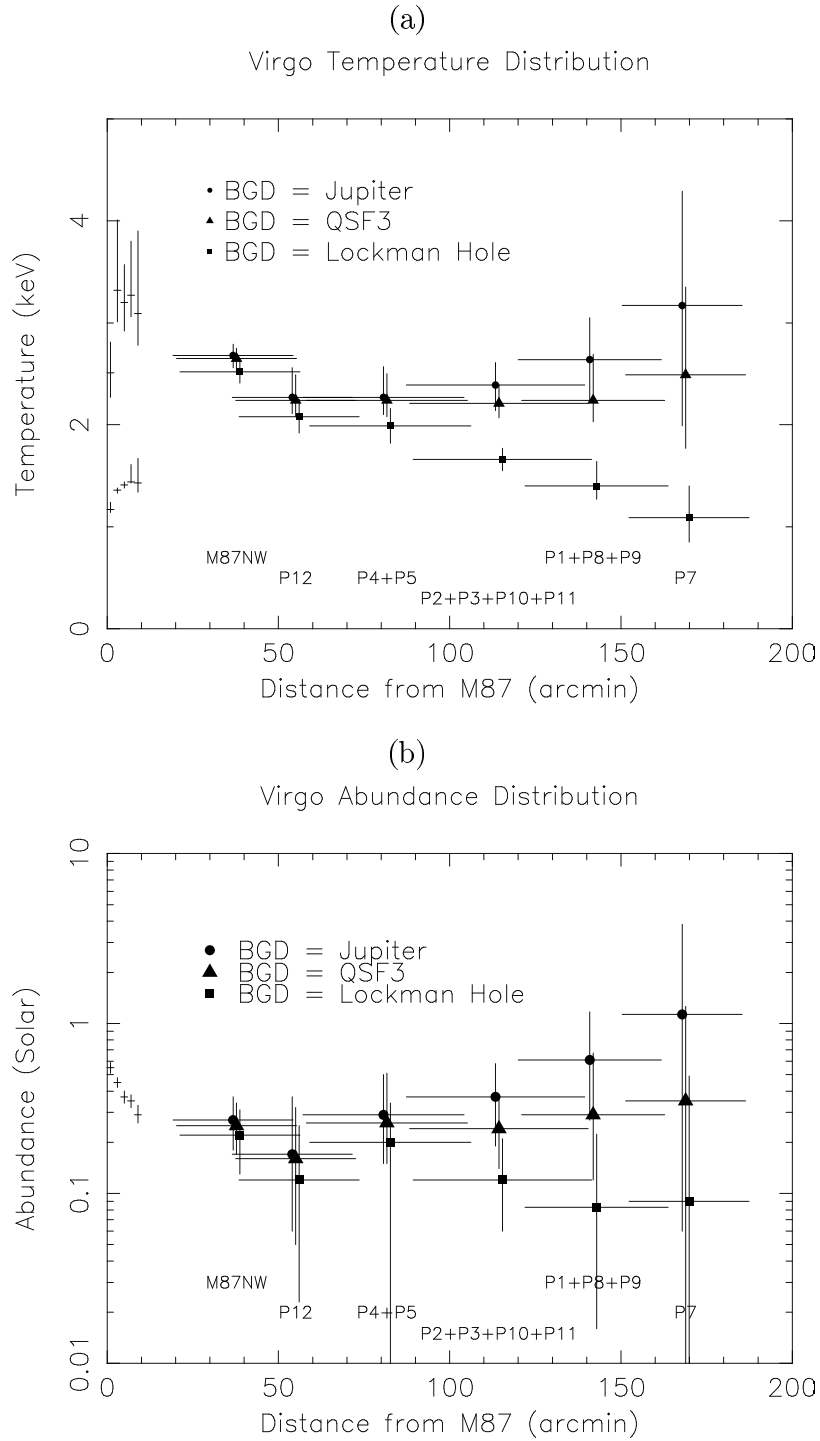 (a)
Virgo Temperature Distribution
BGD = Jupiter
BGD = QSF3
BGD = Lockman Hole
Temperature (keV)
0
2
4
M87NW
P12
P4+P5
P2+P3+P10+P11
P1+P8+P9
P7
0 50 100 150 200
Distance from M87 (arcmin)
(b)
Virgo Abundance Distribution
BGD = Jupiter
BGD = QSF3
BGD = Lockman Hole
Abundance (Solar)
0.01
0.1
1
10
M87NW
P12
P4+P5
P2+P3+P10+P11
P1+P8+P9
P7
0 50 100 150 200
Distance from M87 (arcmin)